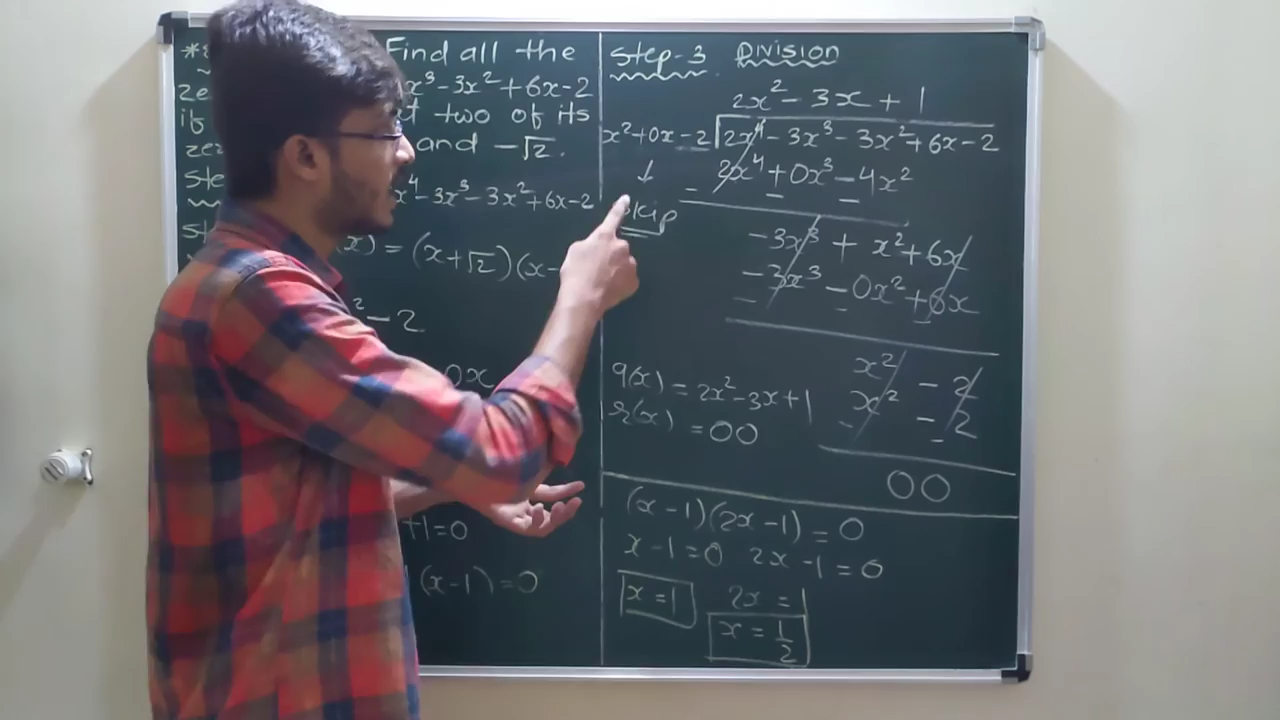 Find all the
x³-3x²+6x-2
if two of its
and -√2.
x⁴-3x³-3x²+6x-2
(x) = (x+√2)(x-
²-2
0x
+1=0
(x-1)=0
Step-3 Division
2x²-3x+1
x²+0x-2 2x⁴-3x³-3x²+6x-2
↓ 2x⁴+0x³-4x²
skip - - -
-3x³+x²+6x
-3x³-0x²+6x
- - -
x² -2
x² -2
- -
00
q(x) = 2x²-3x+1
r(x) = 00
(x-1)(2x-1)=0
x-1=0 2x-1=0
x=1 2x=1
x=1/2